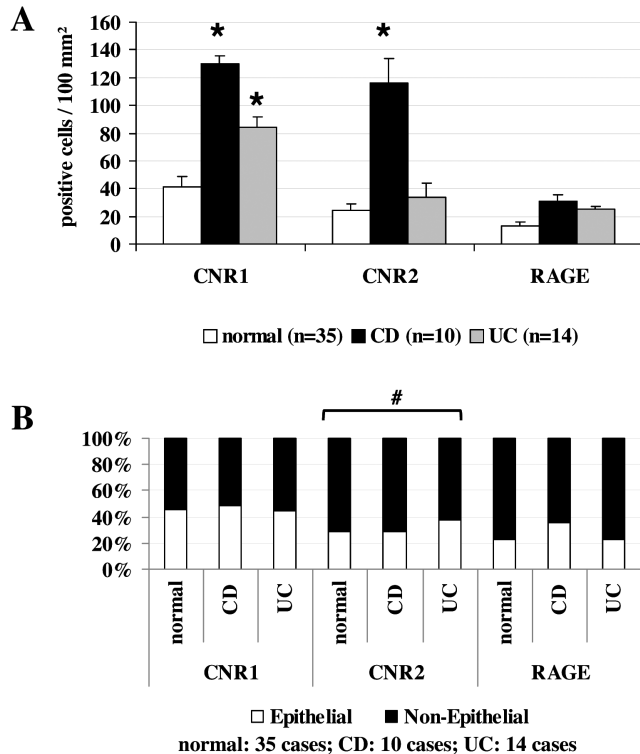 A
positive cells / 100 mm²
160
140
120
100
80
60
40
20
0
* * *
CNR1 CNR2 RAGE
normal (n=35) CD (n=10) UC (n=14)
B
#
100%
80%
60%
40%
20%
0%
normal CD UC normal CD UC normal CD UC
CNR1 CNR2 RAGE
Epithelial Non-Epithelial
normal: 35 cases; CD: 10 cases; UC: 14 cases